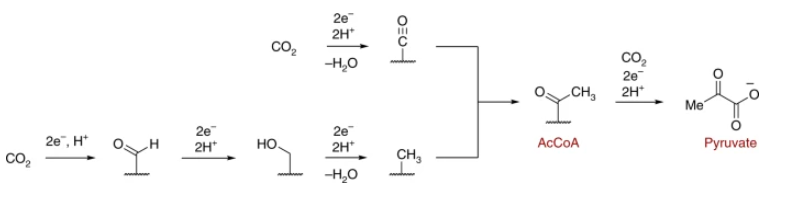 2e⁻
2H⁺
CO₂
–H₂O
O
C
CO₂
2e⁻
2H⁺
O
CH₃
AcCoA
O
O⁻
Me
O
Pyruvate
CO₂
2e⁻, H⁺
O
H
2e⁻
2H⁺
HO
2e⁻
2H⁺
–H₂O
CH₃